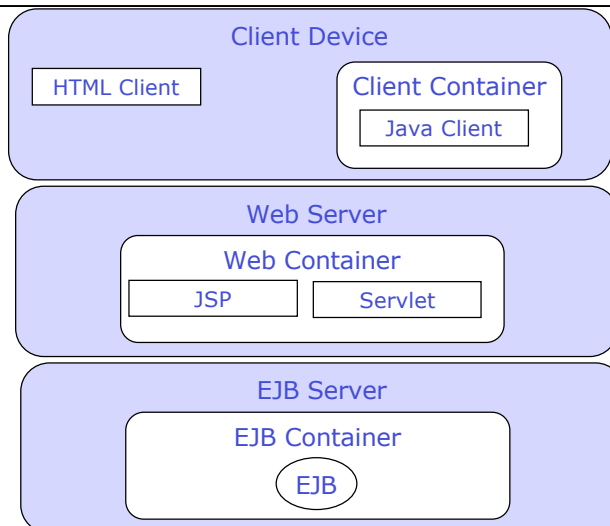 Client Device
HTML Client
Client Container
Java Client
Web Server
Web Container
JSP
Servlet
EJB Server
EJB Container
EJB